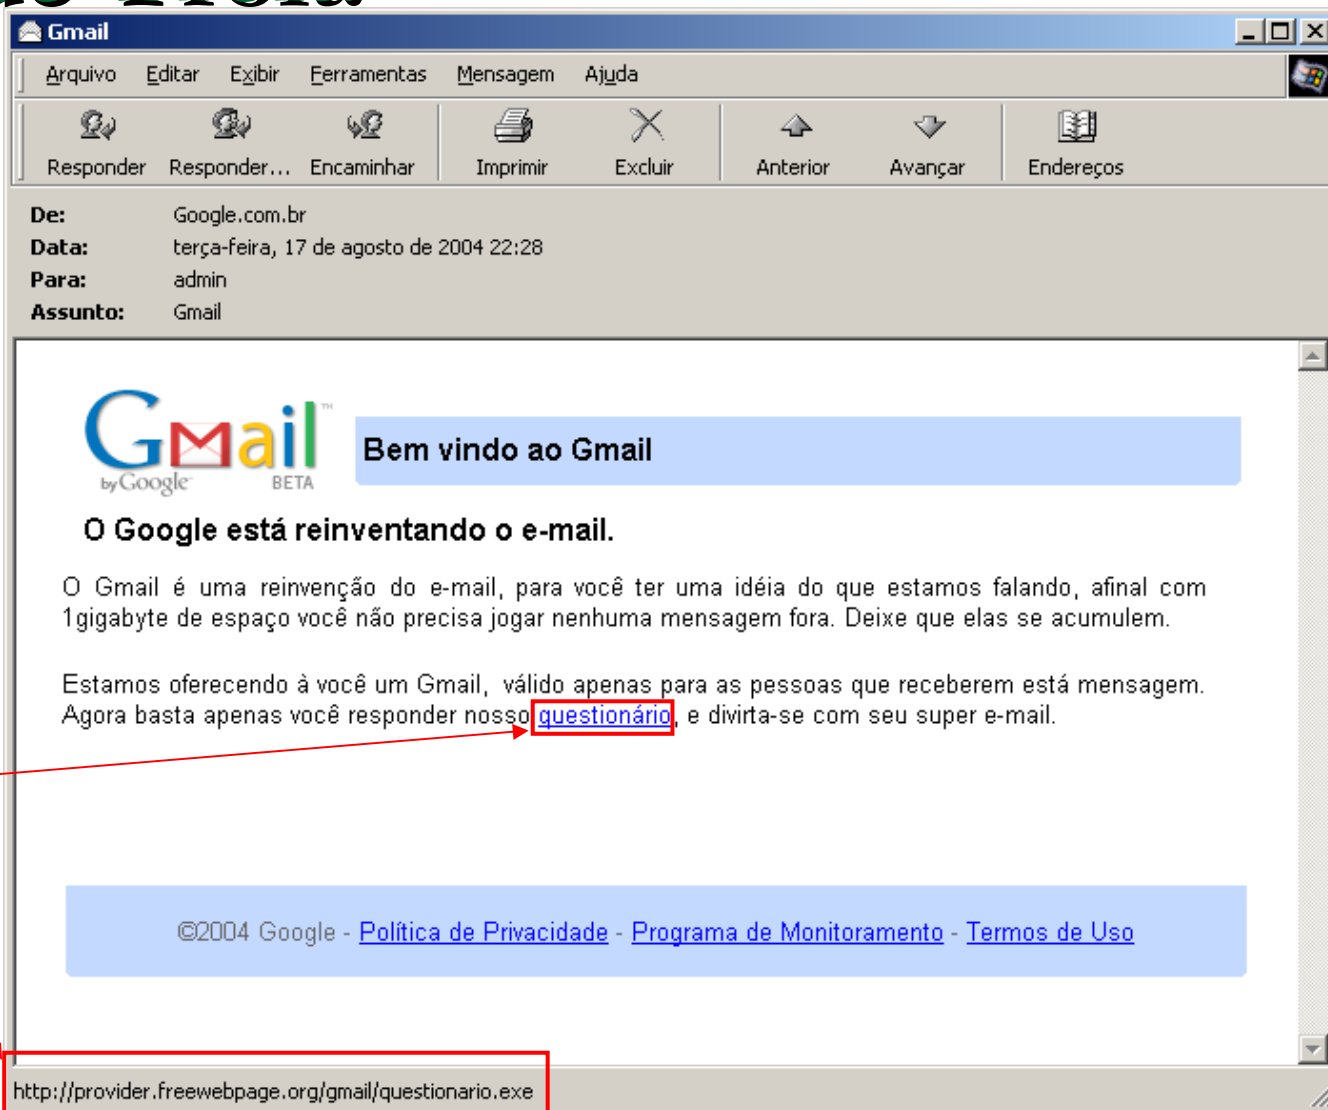 Gmail
Arquivo Editar Exibir Ferramentas Mensagem Ajuda
Responder Responder... Encaminhar Imprimir Excluir Anterior Avançar Endereços
De: Google.com.br
Data: terça-feira, 17 de agosto de 2004 22:28
Para: admin
Assunto: Gmail
Gmail™
by Google BETA
Bem vindo ao Gmail
O Google está reinventando o e-mail.
O Gmail é uma reinvenção do e-mail, para você ter uma idéia do que estamos falando, afinal com
1gigabyte de espaço você não precisa jogar nenhuma mensagem fora. Deixe que elas se acumulem.
Estamos oferecendo à você um Gmail, válido apenas para as pessoas que receberem está mensagem.
Agora basta apenas você responder nosso questionário, e divirta-se com seu super e-mail.
©2004 Google - Política de Privacidade - Programa de Monitoramento - Termos de Uso
http://provider.freewebpage.org/gmail/questionario.exe